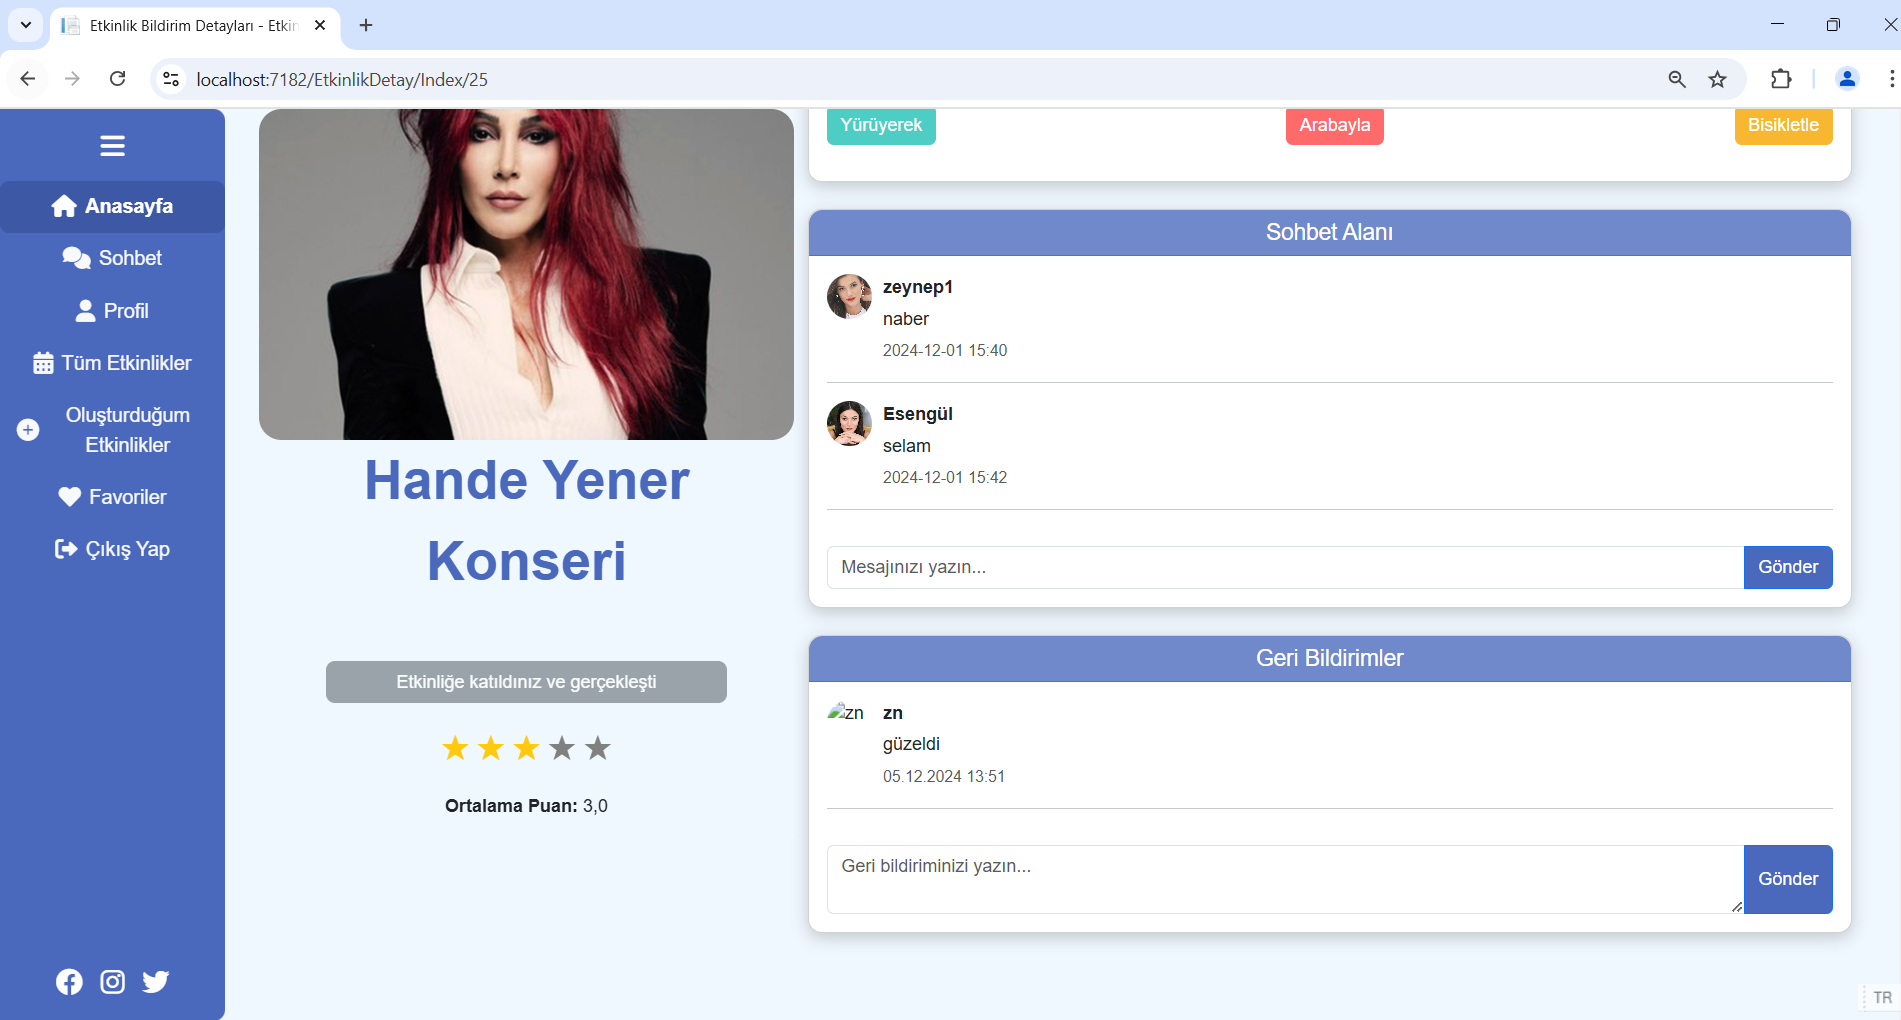 Etkinlik Bildirim Detayları - Etkin
localhost:7182/EtkinlikDetay/Index/25
Anasayfa
Sohbet
Profil
Tüm Etkinlikler
Oluşturduğum
Etkinlikler
Favoriler
Çıkış Yap
Hande Yener
Konseri
Etkinliğe katıldınız ve gerçekleşti
Ortalama Puan: 3,0
Yürüyerek
Arabayla
Bisikletle
Sohbet Alanı
zeynep1
naber
2024-12-01 15:40
Esengül
selam
2024-12-01 15:42
Mesajınızı yazın...
Gönder
Geri Bildirimler
zn
zn
güzeldi
05.12.2024 13:51
Geri bildiriminizi yazın...
Gönder
TR